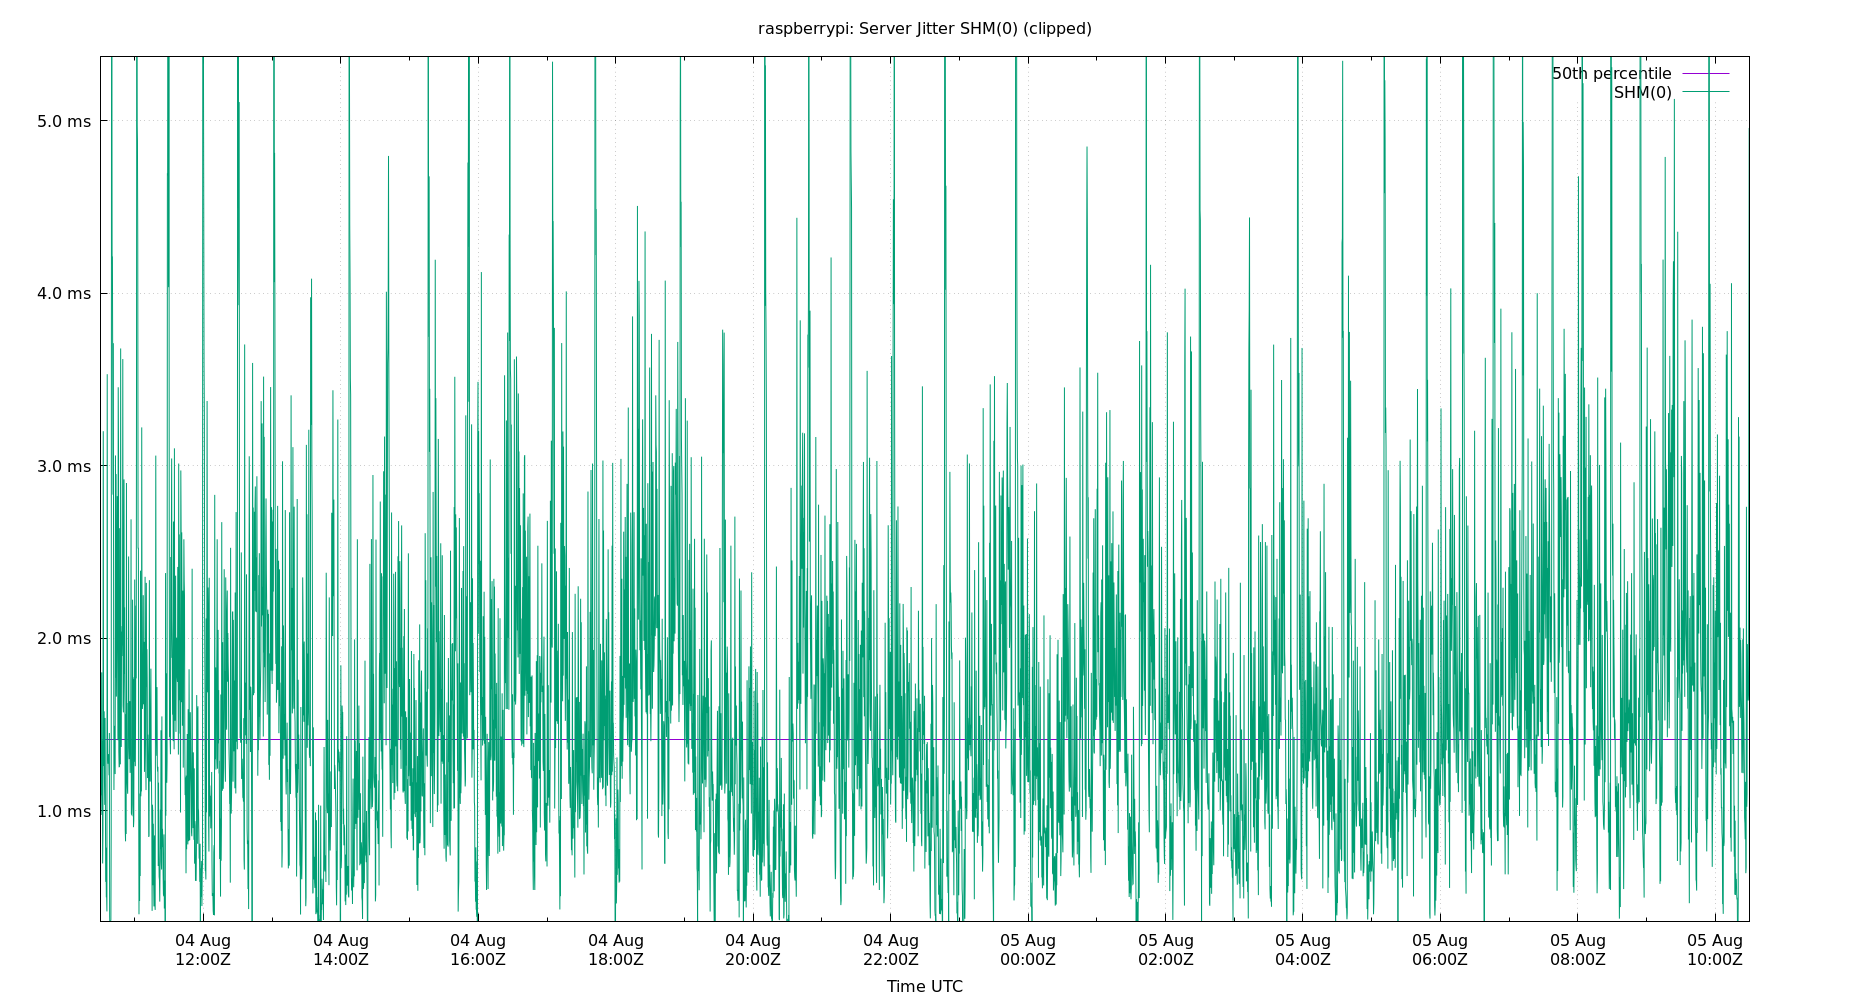 raspberrypi: Server Jitter SHM(0) (clipped)
50th percentile
SHM(0)
5.0 ms
4.0 ms
3.0 ms
2.0 ms
1.0 ms
04 Aug 04 Aug 04 Aug 04 Aug 04 Aug 04 Aug 05 Aug 05 Aug 05 Aug 05 Aug 05 Aug 05 Aug
12:00Z 14:00Z 16:00Z 18:00Z 20:00Z 22:00Z 00:00Z 02:00Z 04:00Z 06:00Z 08:00Z 10:00Z
Time UTC